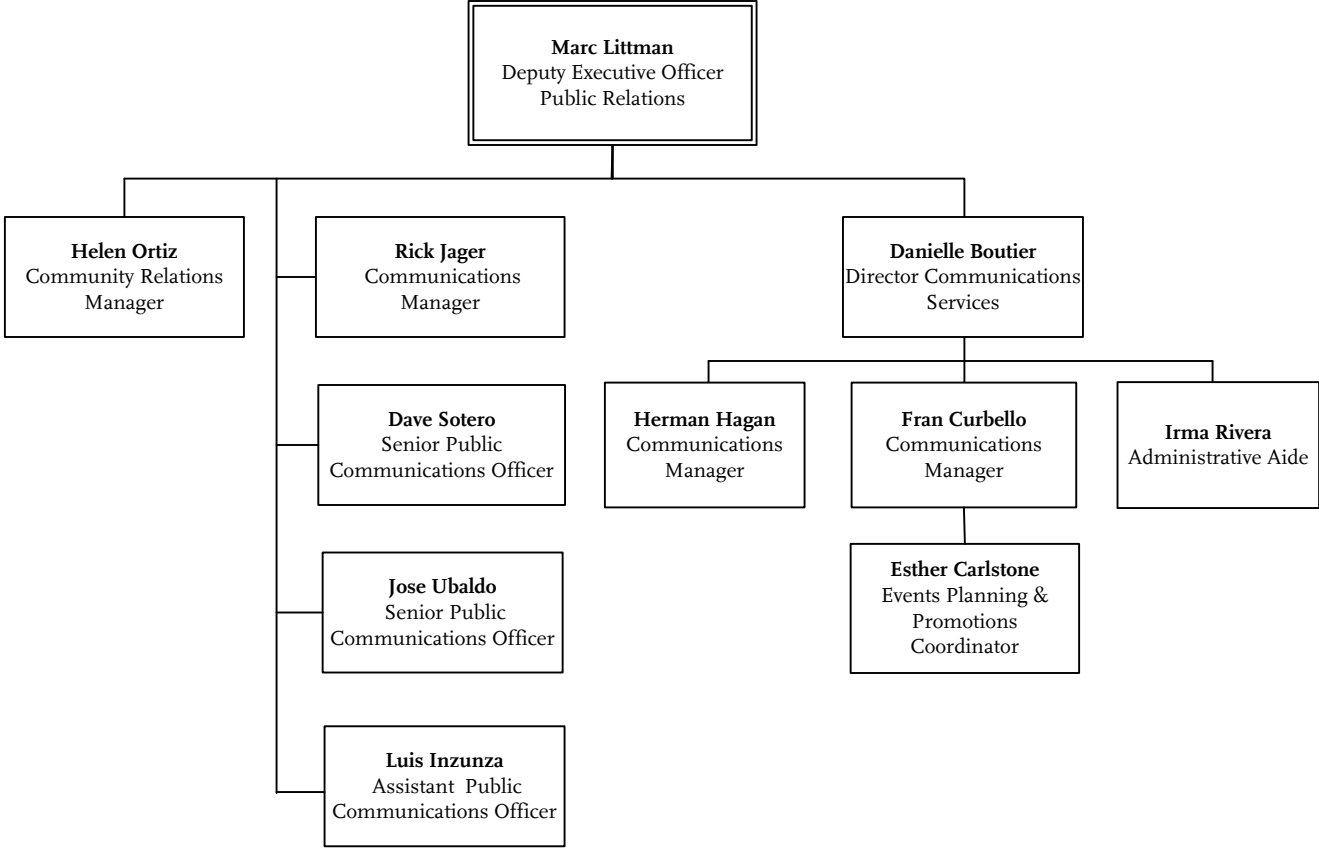 Marc Littman
Deputy Executive Officer
Public Relations
Helen Ortiz
Community Relations
Manager
Rick Jager
Communications
Manager
Danielle Boutier
Director Communications
Services
Dave Sotero
Senior Public
Communications Officer
Herman Hagan
Communications
Manager
Fran Curbello
Communications
Manager
Irma Rivera
Administrative Aide
Jose Ubaldo
Senior Public
Communications Officer
Esther Carlstone
Events Planning &
Promotions
Coordinator
Luis Inzunza
Assistant  Public
Communications Officer